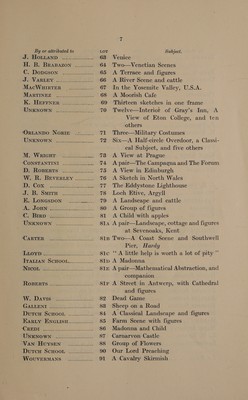 7
By or attributed to LOT Subject.
J. Holland 63 Venice
H. B. Brabazon 64 Two—Venetian Scenes
C. Dodgson 65 A Terrace and figures
J. Varley 66 A River Scene and cattle
MacWhirter 67 In the Yosemite Valley, U.S.A.
Martinez 68 A Moorish Cafe
K. Heffner 69 Thirteen sketches in one frame
Unknown 70 Twelve—Interior of Gray's Inn, A
View of Eton College, and ten
others
Orlando Norie 71 Three—Military Costumes
Unknown 72 Six—A Half-circle Overdoor, a Classi-
cal Subject, and five others
M. Wright 73 A View at Prague
Constantini 74 A pair—The Campagna and The Forum
D. Roberts 75 A View in Edinburgh
W. R. Beverley 76 A Sketch in North Wales
D. Cox 77 The Eddystone Lighthouse
J. R. Smith 78 Loch Etive, Argyll
E. Longsdon 79 A Landscape and cattle
A. John 80 A Group of figures
C. Bird 81 A Child with apples
Unknown 81A A pair—Landscape, cottage and figures
at Sevenoaks, Kent.
Carter 81B Two—A Coast Scene and Southwell
Pier, Hardy
Lloyd 81C “ A little help is worth a lot of pity ”
Italian School 81D A Madonna
Nicol 81E A pair—Mathematical Abstraction, and
companion
Roberts 81F A Street in Antwerp, with Cathedral
and figures
W. Davis 82 Dead Game
Gallezi 83 Sheep on a Road
Dutch School 84 A Classical Landscape and figures
Early English 85 Farm Scene with figures
Credi 86 Madonna and Child
Unknown 87 Carnarvon Castle
Van Huysen 88 Group of Flowers
Dutch School 90 Our Lord Preaching
Wouvermans 91 A Cavalry Skirmish